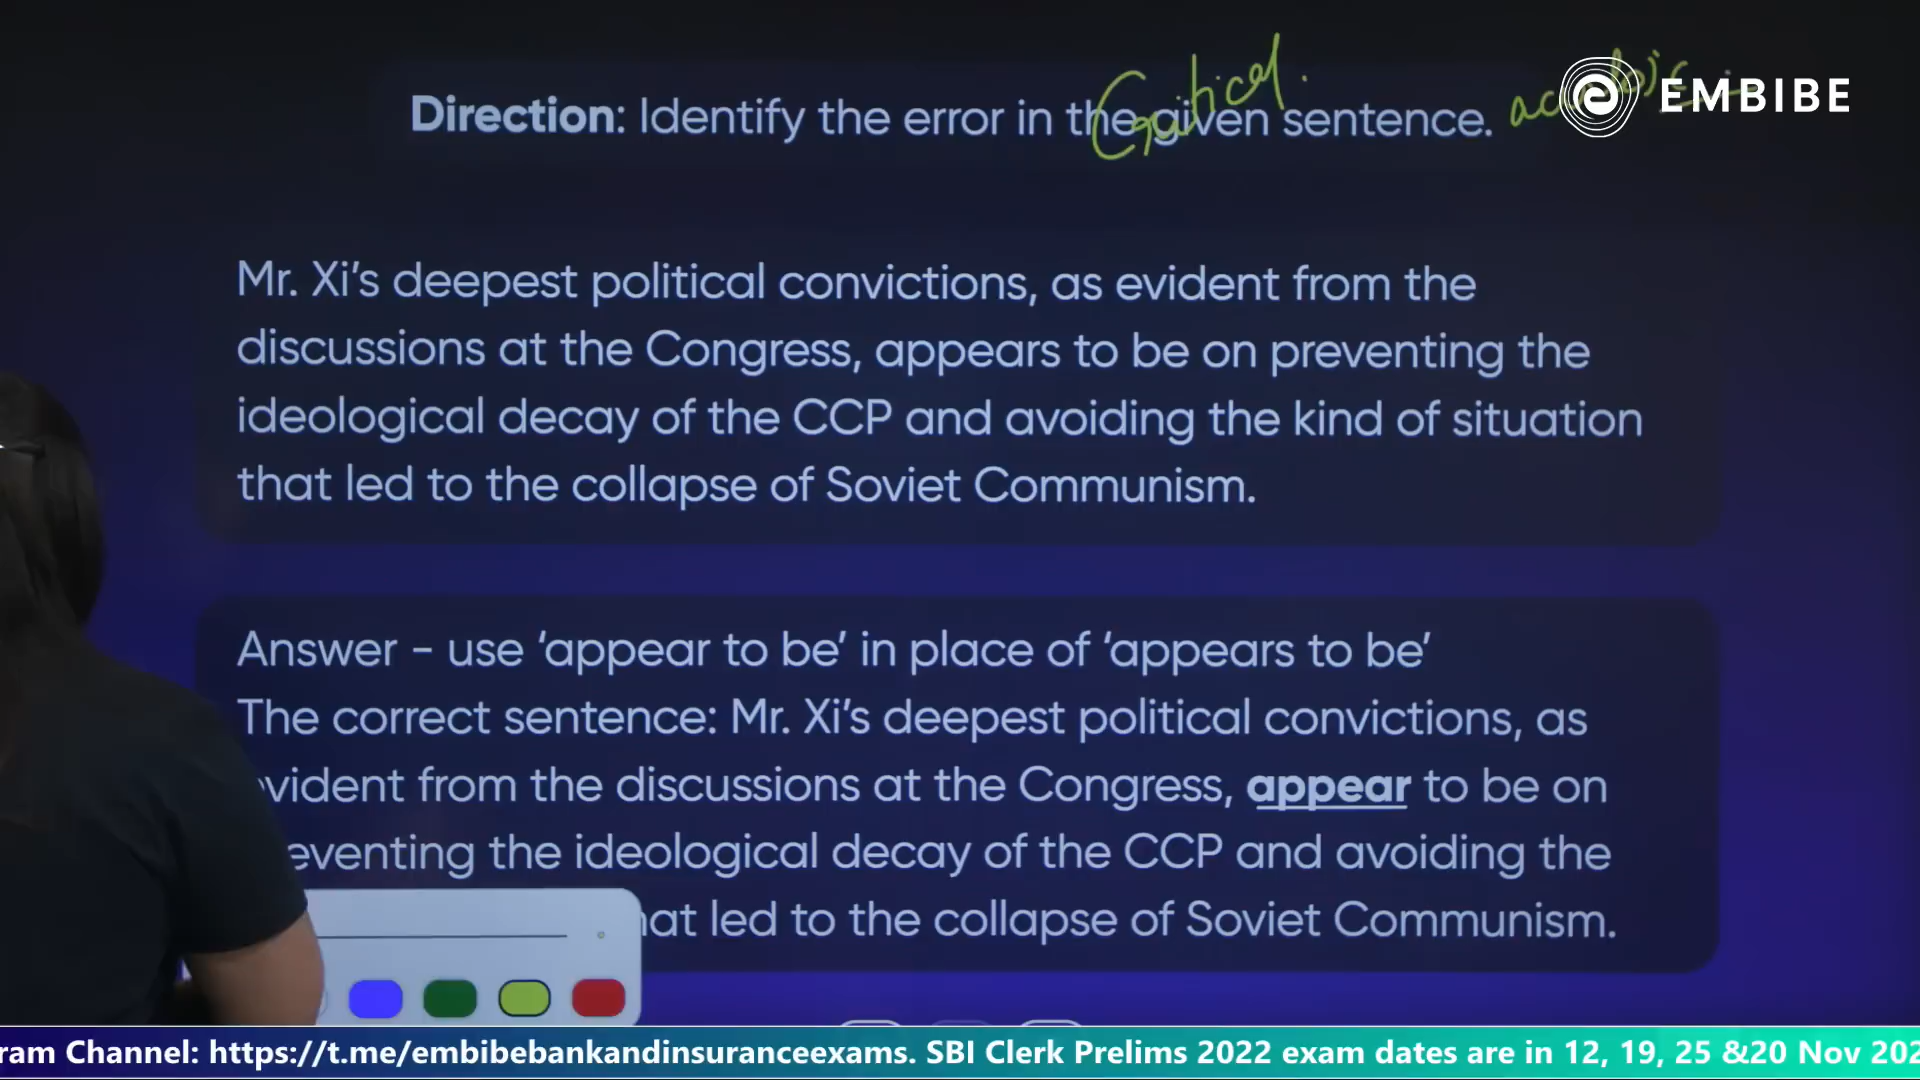 Critical.
EMBIBE
Direction: Identify the error in the given sentence.
Mr. Xi’s deepest political convictions, as evident from the
discussions at the Congress, appears to be on preventing the
ideological decay of the CCP and avoiding the kind of situation
that led to the collapse of Soviet Communism.
Answer - use ‘appear to be’ in place of ‘appears to be’
The correct sentence: Mr. Xi’s deepest political convictions, as
vident from the discussions at the Congress, appear to be on
eventing the ideological decay of the CCP and avoiding the
hat led to the collapse of Soviet Communism.
ram Channel: https://t.me/embibebankandinsuranceexams. SBI Clerk Prelims 2022 exam dates are in 12, 19, 25 &20 Nov 202